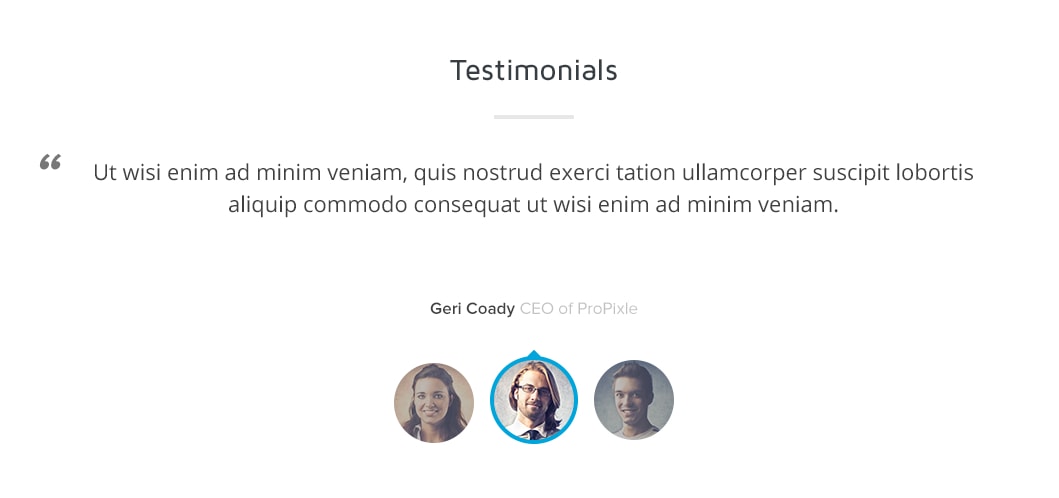 Testimonials
“ Ut wisi enim ad minim veniam, quis nostrud exerci tation ullamcorper suscipit lobortis
aliquip commodo consequat ut wisi enim ad minim veniam.
Geri Coady CEO of ProPixle